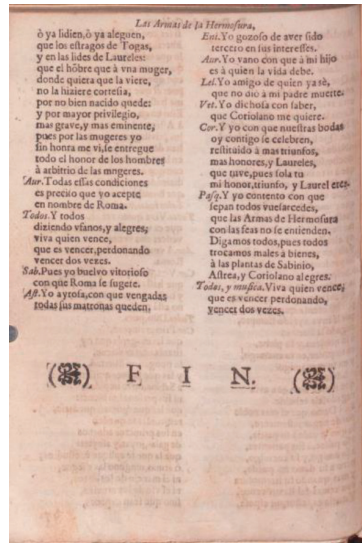 Las Armas de la Hermosura,
ò ya lidien, ò ya aleguen,
que los estragos de Togas,
y en las lides de Laureles:
que el hõbre que à vna muger,
donde quiera que la viere,
no la hiziere cortesia,
por no bien nacido quede:
y por mayor privilegio,
mas grave, y mas eminente,
pues por las mugeres yo
sin honra me vi, se entregue
todo el honor de los hombres
à arbitrio de las mugeres.
Aur. Todas essas condiciones
es precio que yo acepte
en nombre de Roma.
Todos. Y todos
diziendo vfanos, y alegres,
viva quien vence,
que es vencer, perdonando
vencer dos vezes.
Sab. Pues yo buelvo vitorioso
con que Roma se sugete.
Ast. Yo ayrosa, con que vengadas
todas sus matronas queden.
Eni. Yo gozoso de aver sido
tercero en sus interesses.
Aur. Yo vano con que à mi hijo
es à quien la vida debe.
Lel. Yo amigo de quien ya sè,
que no diò à mi padre muerte.
Vet. Yo dichosa con saber,
que Coriolano me quiere.
Cor. Y yo con que nuestras bodas
oy contigo se celebren,
restituido à mas triunfos,
mas honores, y Laureles,
que tuve, pues sola tu
mi honor, triunfo, y Laurel eres.
Pasq. Y yo contento con que
sepan todos vuesarcedes,
que las Armas de Hermosura
con las feas no se entienden.
Digamos todos, pues todos
trocamos males à bienes,
à las plantas de Sabinio,
Astrea, y Coriolano alegres.
Todos, y musica. Viva quien vence,
que es vencer perdonando,
vencer dos vezes.
F I N.